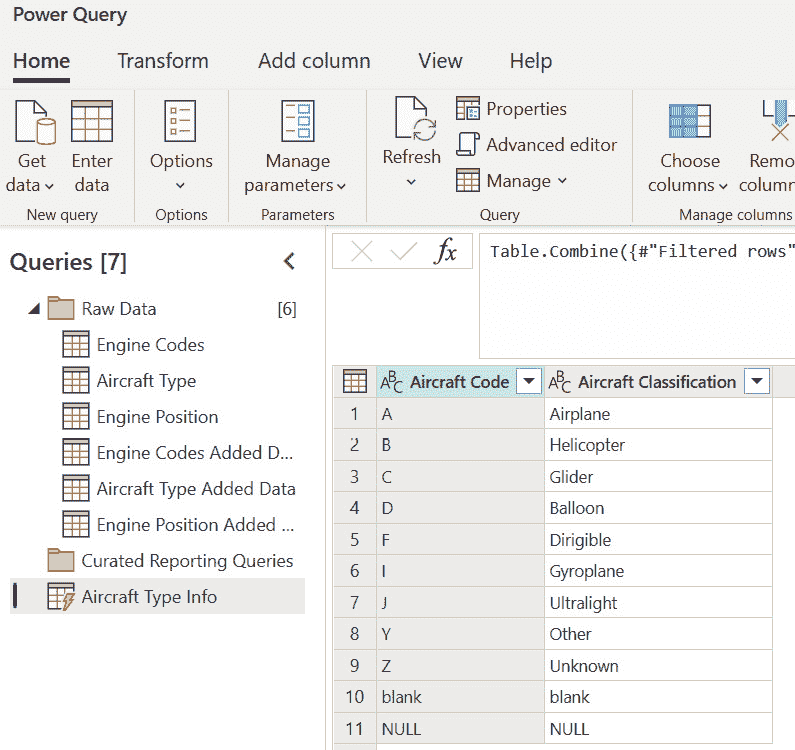 Power Query
Home Transform Add column View Help
Get data
Enter data
Options
Manage parameters
Refresh
Properties
Advanced editor
Manage
Choose columns
Remo
column
New query Options Parameters Query Manage columns
Queries [7]
Raw Data [6]
Engine Codes
Aircraft Type
Engine Position
Engine Codes Added D...
Aircraft Type Added Data
Engine Position Added ...
Curated Reporting Queries
Aircraft Type Info
fx
Table.Combine({#"Filtered rows"
ABC Aircraft Code ABC Aircraft Classification
1 A Airplane
2 B Helicopter
3 C Glider
4 D Balloon
5 F Dirigible
6 I Gyroplane
7 J Ultralight
8 Y Other
9 Z Unknown
10 blank blank
11 NULL NULL